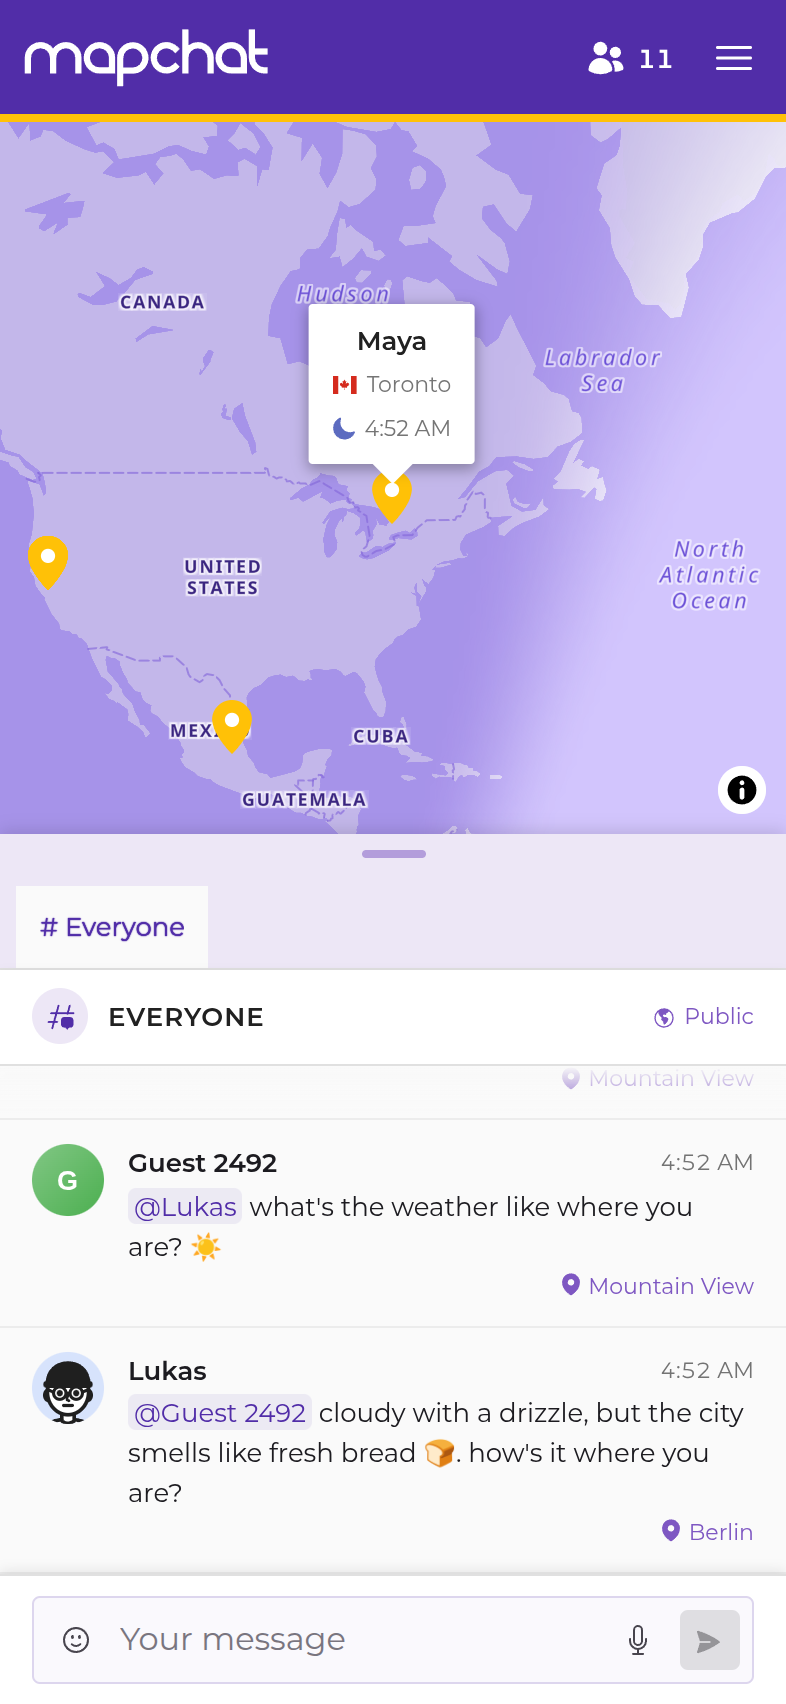 mapchat
11
Hudson
CANADA
Maya
Toronto
4:52 AM
Labrador
Sea
North
Atlantic
Ocean
UNITED
STATES
CUBA
GUATEMALA
# Everyone
EVERYONE
Public
Mountain View
Guest 2492
4:52 AM
@Lukas what's the weather like where you
are? ☀️
Mountain View
Lukas
4:52 AM
@Guest 2492 cloudy with a drizzle, but the city
smells like fresh bread 🍞. how's it where you
are?
Berlin
Your message